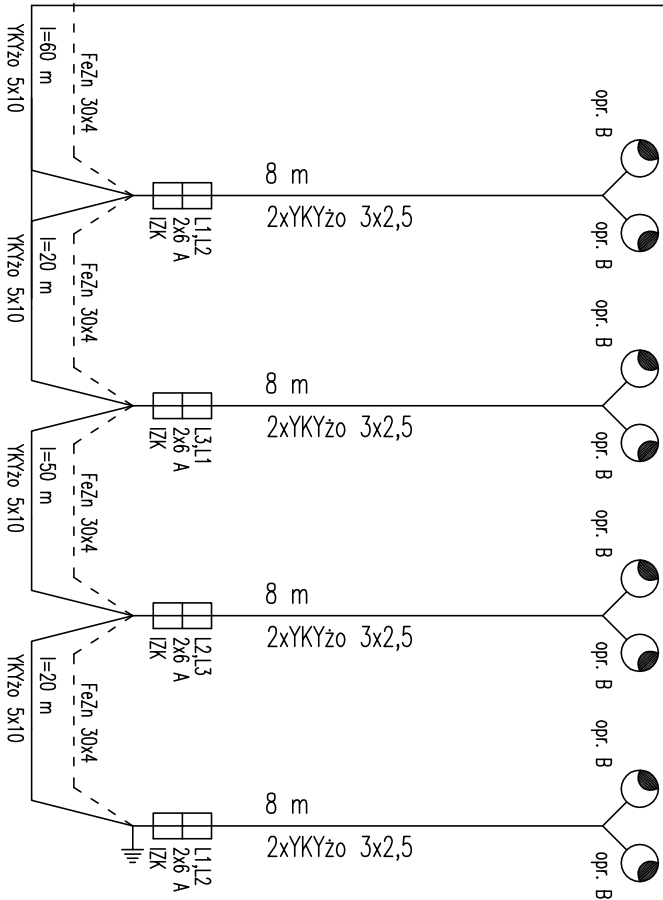 opr. B
opr. B
8 m
2xYKYżo 3x2,5
L1,L2
2x6 A
IZK
FeZn 30x4
l=60 m
YKYżo 5x10
opr. B
opr. B
8 m
2xYKYżo 3x2,5
L3,L1
2x6 A
IZK
FeZn 30x4
l=20 m
YKYżo 5x10
opr. B
opr. B
8 m
2xYKYżo 3x2,5
L2,L3
2x6 A
IZK
FeZn 30x4
l=50 m
YKYżo 5x10
opr. B
opr. B
8 m
2xYKYżo 3x2,5
L1,L2
2x6 A
IZK
FeZn 30x4
l=20 m
YKYżo 5x10